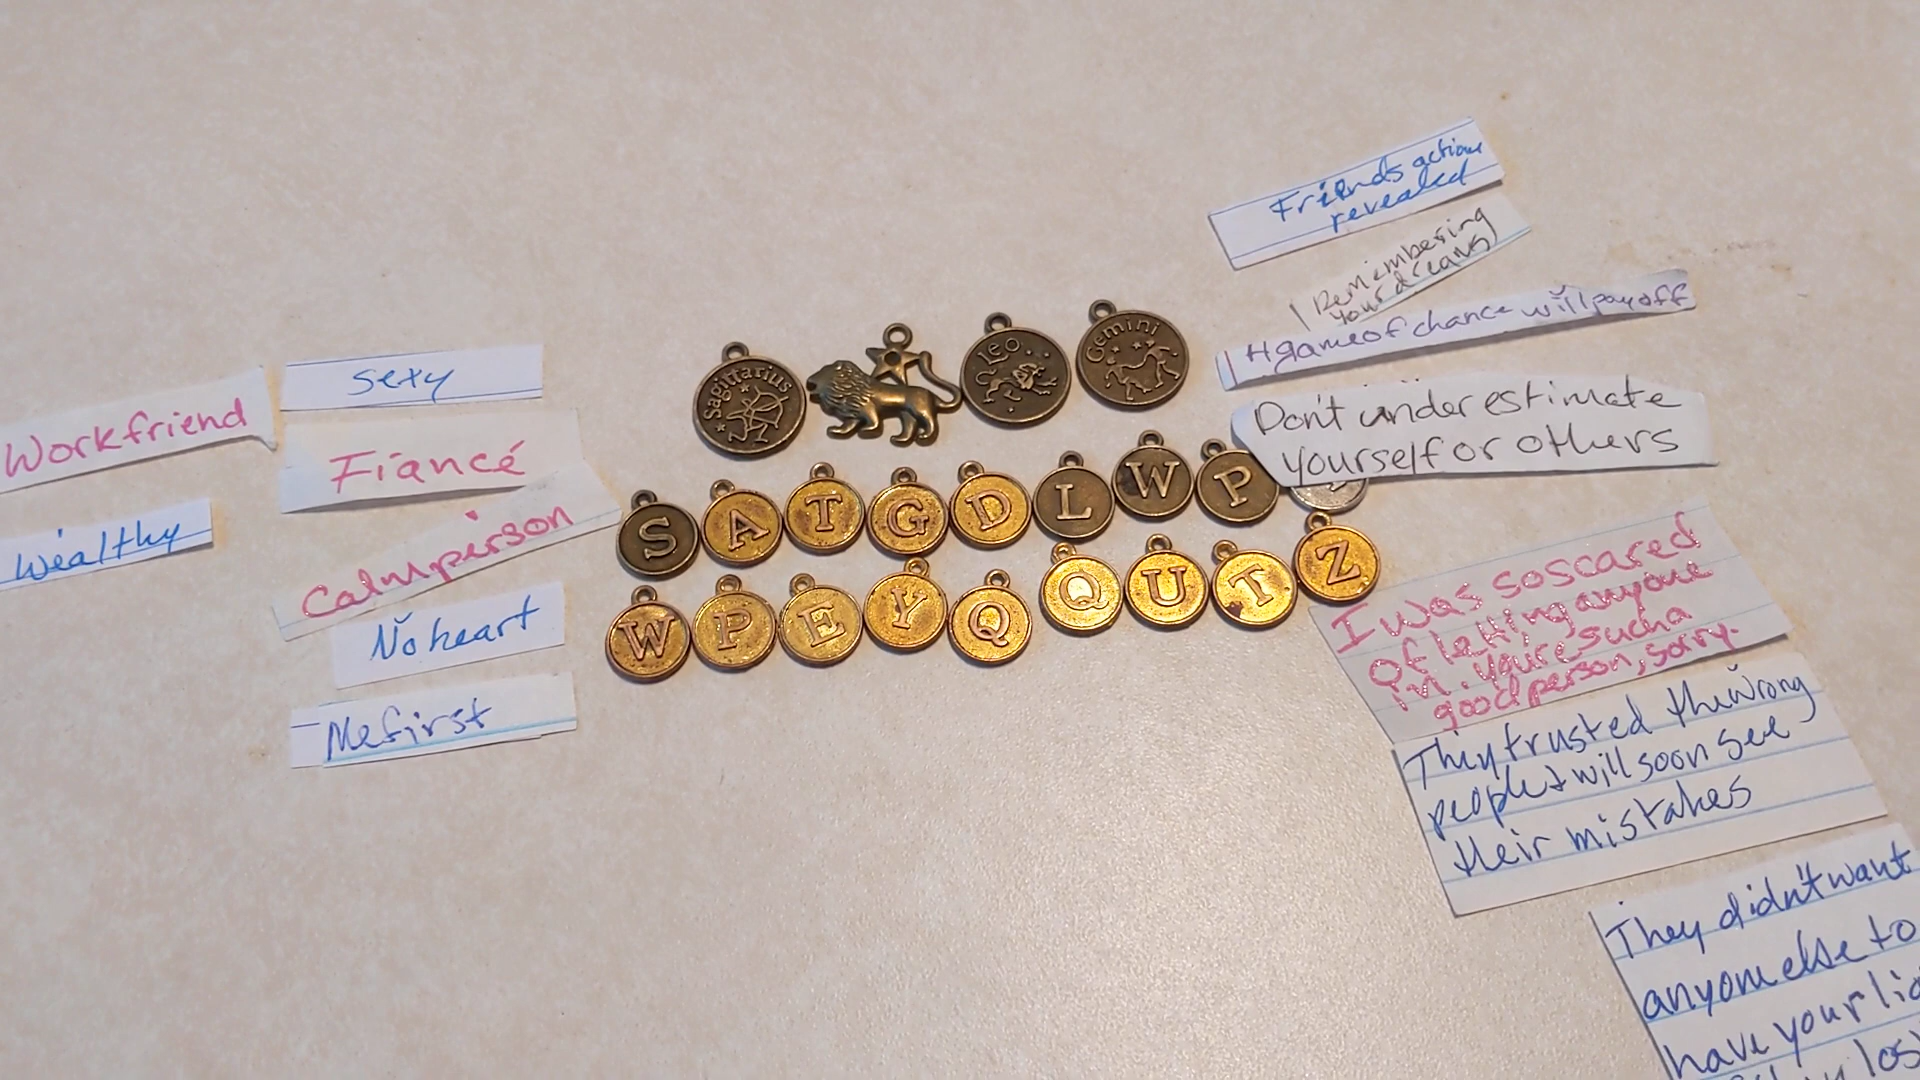 Workfriend
Wealthy
Sexy
Fiancé
Calmperson
No heart
Me first
Sagittarius
Leo
Gemini
S A T G D L W P
W P E Y Q Q U T Z
Friends action
revealed
Remembering
your dreams
A game of chance will pay off
Don't underestimate
yourself or others
I was so scared
of letting anyone
in. You're such a
good person, sorry.
They trusted the wrong
people & will soon see
their mistakes
They didn't want
anyone else to
have your